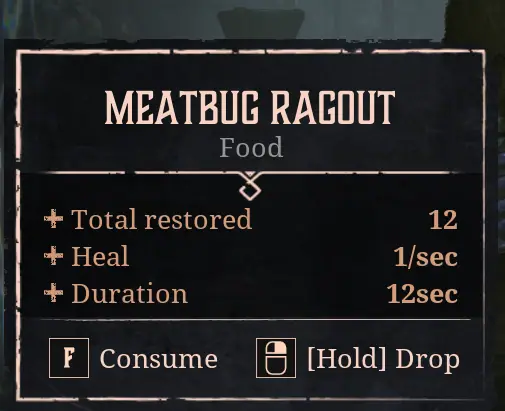 MEATBUG RAGOUT
Food
Total restored 12
Heal 1/sec
Duration 12sec
F Consume [Hold] Drop